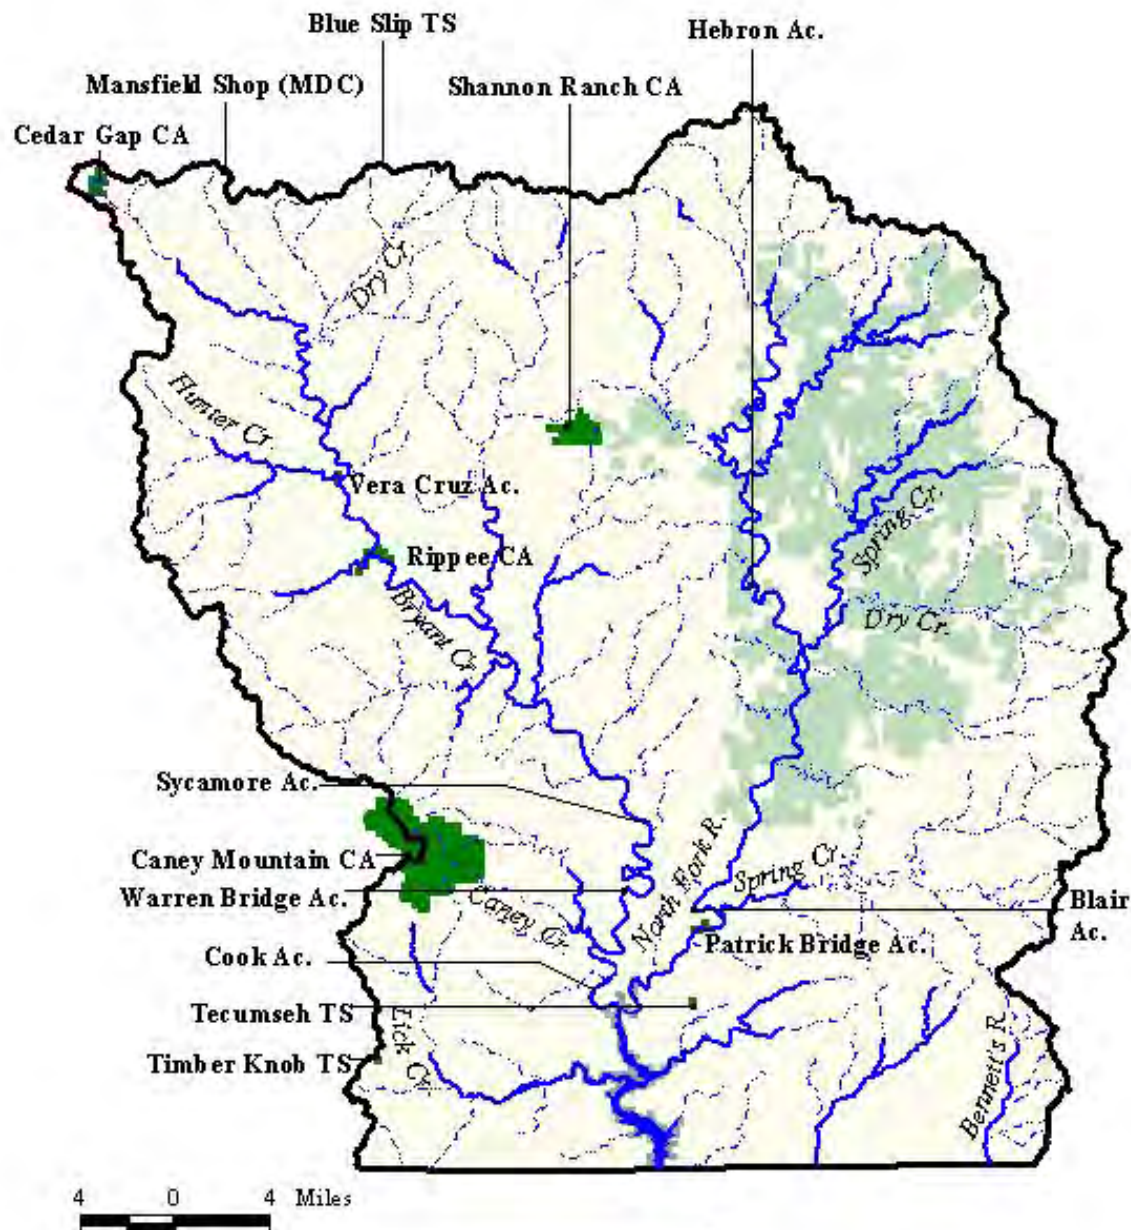 Blue Slip TS
Hebron Ac.
Mansfield Shop (MDC)
Shannon Ranch CA
Cedar Gap CA
Dry Cr.
Hunter Cr.
Vera Cruz Ac.
Spring Cr.
Rippee CA
Bryant Cr.
Dry Cr.
Sycamore Ac.
North Fork R.
Caney Mountain CA
Spring Cr.
Warren Bridge Ac.
Caney Cr.
Blair
Ac.
Patrick Bridge Ac.
Cook Ac.
Tecumseh TS
Lick Cr.
Timber Knob TS
Bennett's R.
4 0 4 Miles